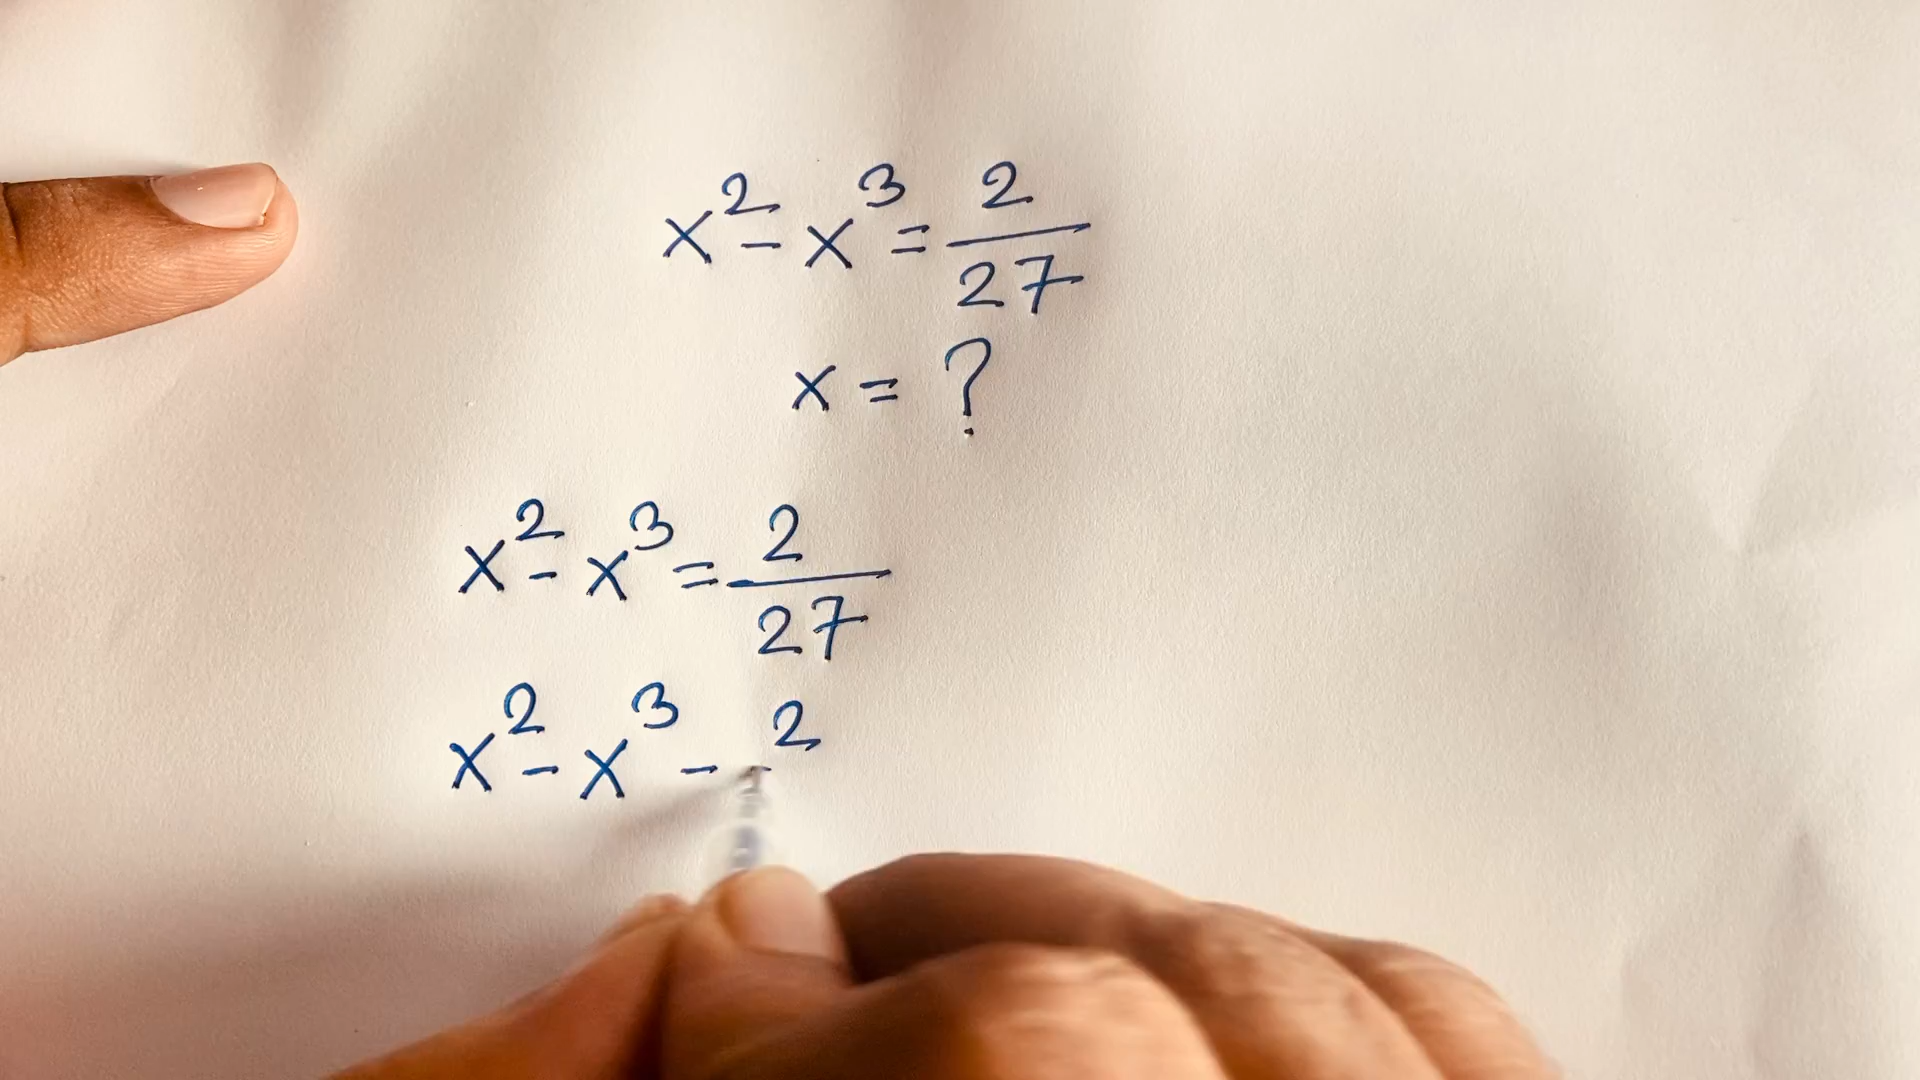 x² - x³ = 2/27
x = ?
x² - x³ = 2/27
x² - x³ - 2